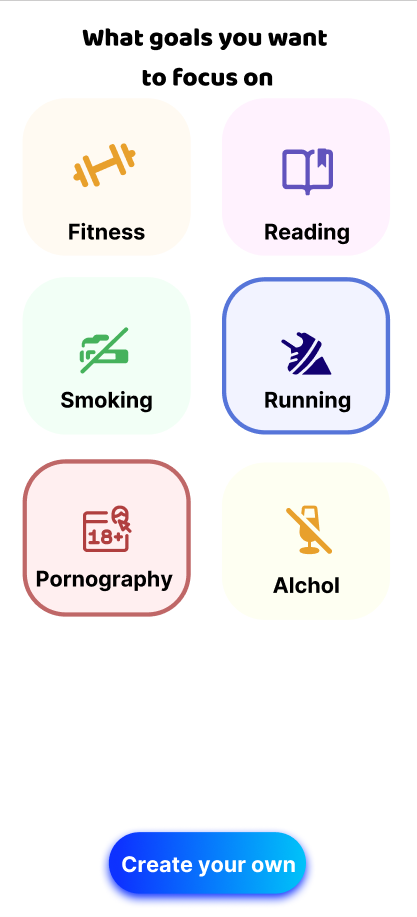 What goals you want
to focus on
Fitness
Reading
Smoking
Running
18+
Pornography
Alchol
Create your own